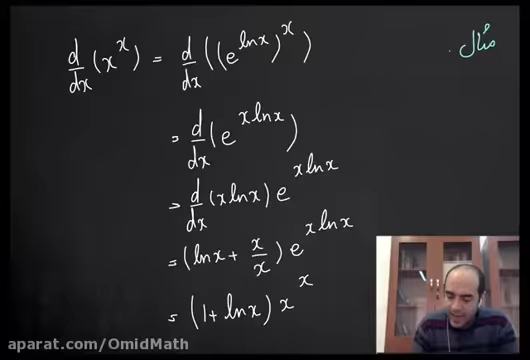 مثال.
d/dx (x^x) = d/dx ((e^{ln x})^x)
= d/dx (e^{x ln x})
= d/dx (x ln x) e^{x ln x}
= (ln x + x/x) e^{x ln x}
= (1 + ln x) x^x
aparat.com/OmidMath